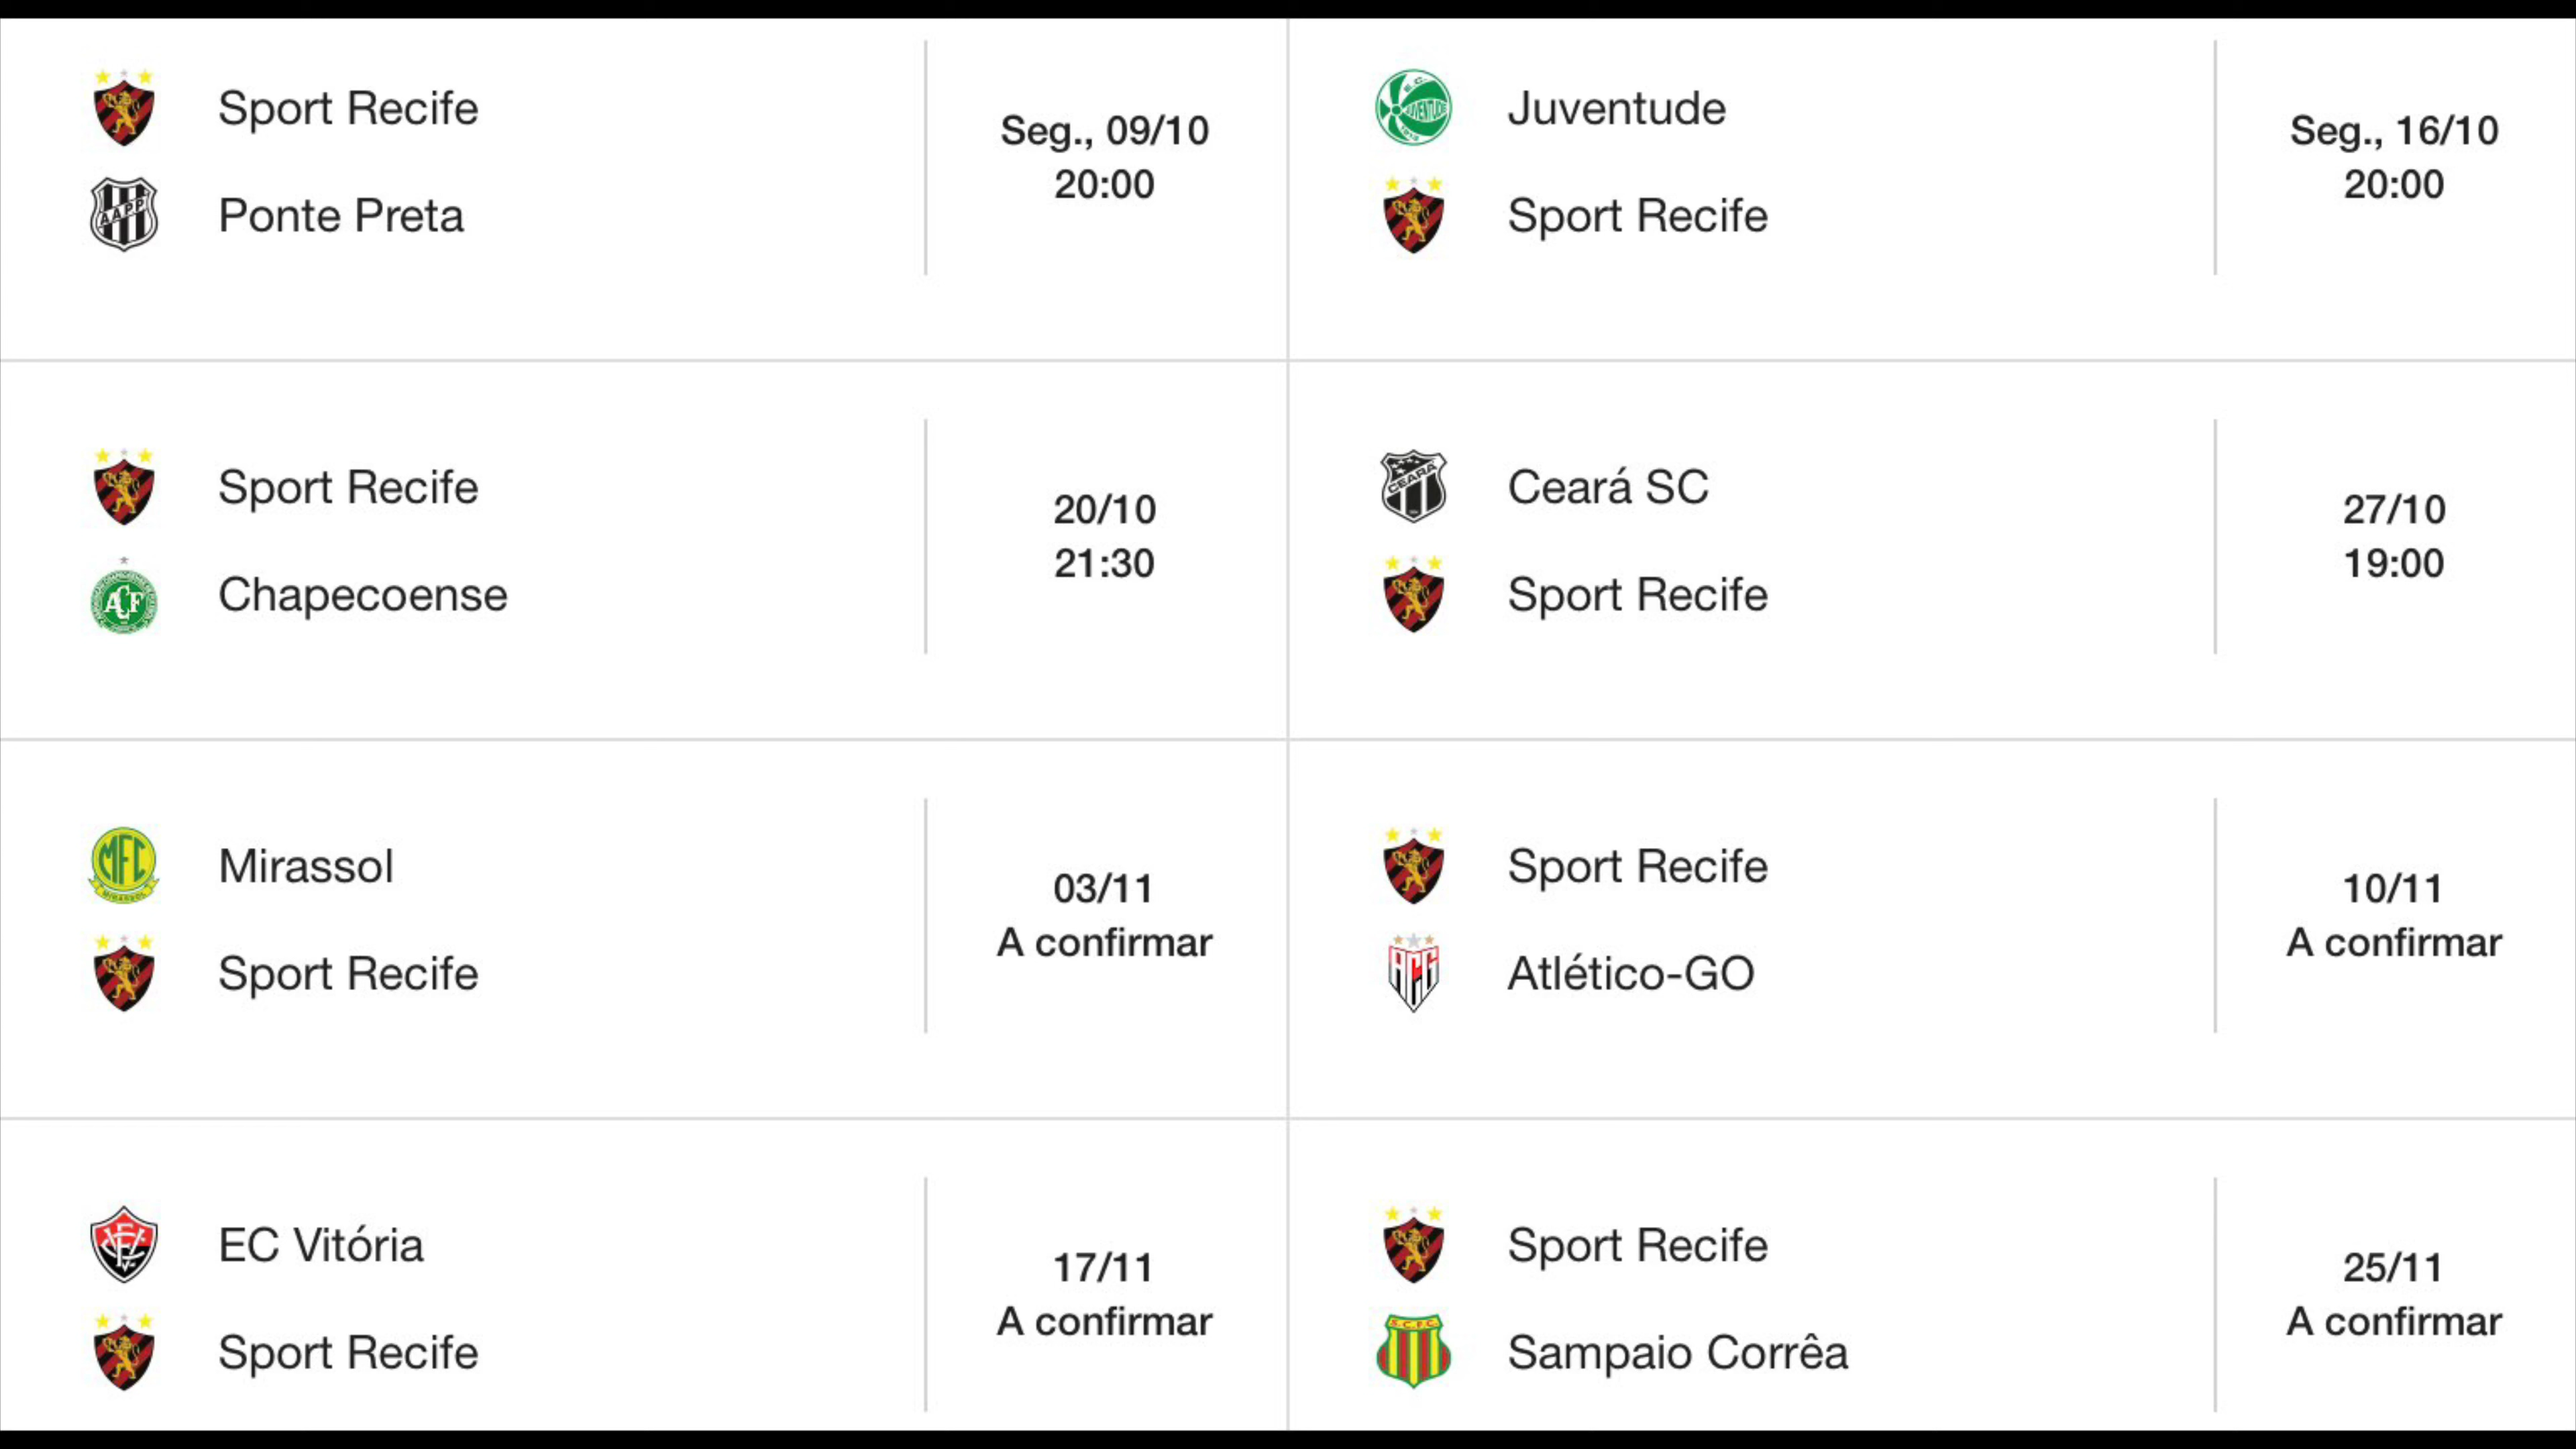 Sport Recife
Ponte Preta
Seg., 09/10
20:00
Juventude
Sport Recife
Seg., 16/10
20:00
Sport Recife
Chapecoense
20/10
21:30
Ceará SC
Sport Recife
27/10
19:00
Mirassol
Sport Recife
03/11
A confirmar
Sport Recife
Atlético-GO
10/11
A confirmar
EC Vitória
Sport Recife
17/11
A confirmar
Sport Recife
Sampaio Corrêa
25/11
A confirmar